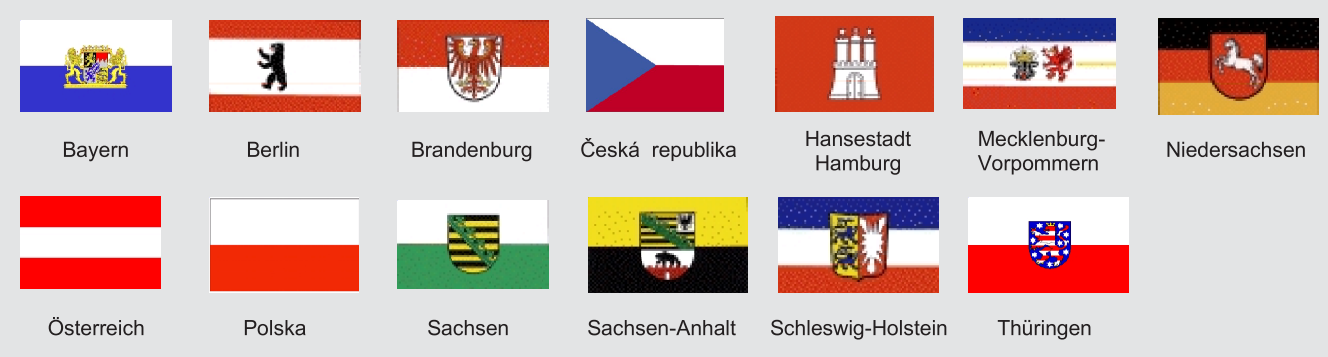 Bayern
Berlin
Brandenburg
Česká republika
Hansestadt
Hamburg
Mecklenburg-
Vorpommern
Niedersachsen
Österreich
Polska
Sachsen
Sachsen-Anhalt
Schleswig-Holstein
Thüringen